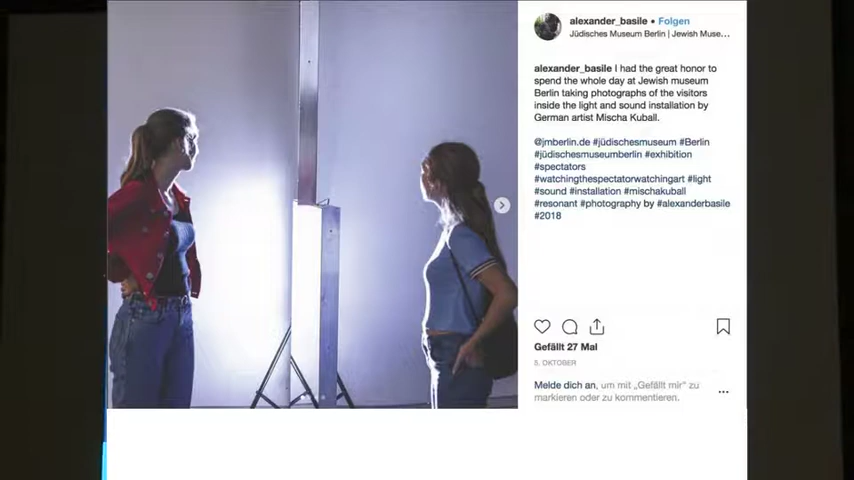 alexander_basile • Folgen
Jüdisches Museum Berlin | Jewish Muse...
alexander_basile I had the great honor to
spend the whole day at Jewish museum
Berlin taking photographs of the visitors
inside the light and sound installation by
German artist Mischa Kuball.
@jmberlin.de #jüdischesmuseum #Berlin
#jüdischesmuseumberlin #exhibition
#spectators
#watchingthespectatorwatchingart #light
#sound #installation #mischakuball
#resonant #photography by #alexanderbasile
#2018
Gefällt 27 Mal
5. OKTOBER
Melde dich an, um mit „Gefällt mir“ zu
markieren oder zu kommentieren.